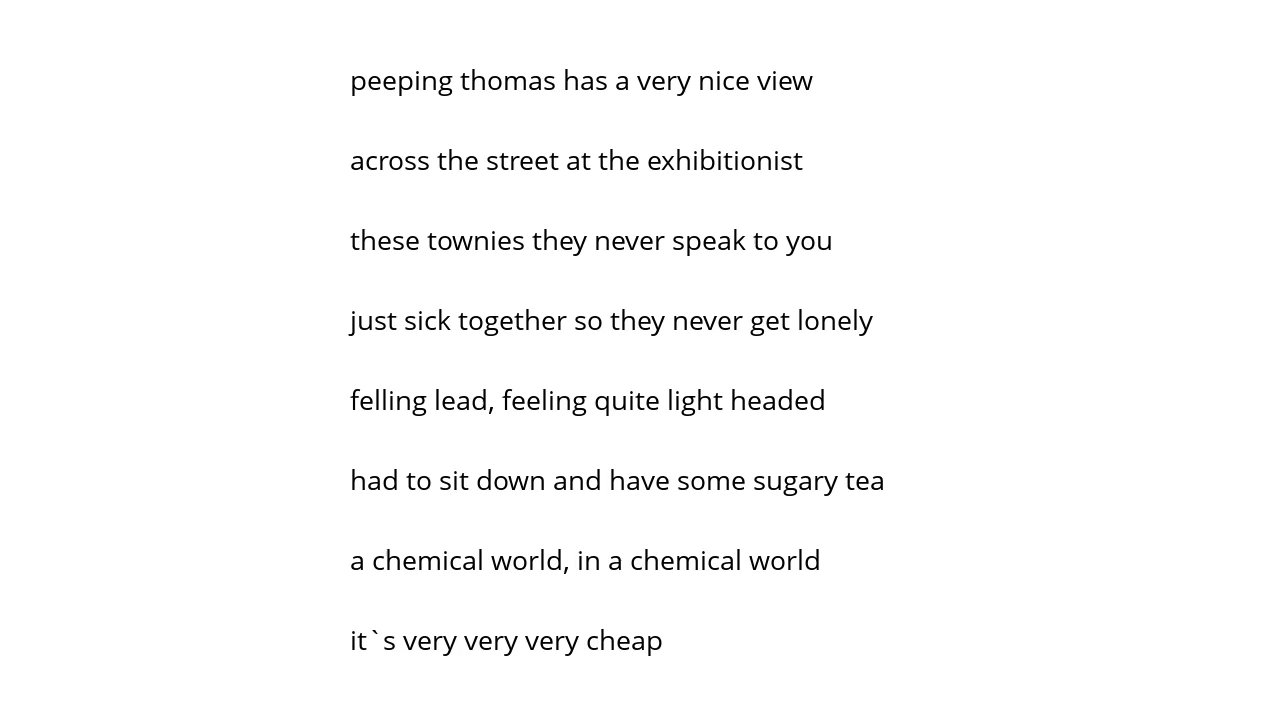 peeping thomas has a very nice view
across the street at the exhibitionist
these townies they never speak to you
just sick together so they never get lonely
felling lead, feeling quite light headed
had to sit down and have some sugary tea
a chemical world, in a chemical world
it`s very very very cheap